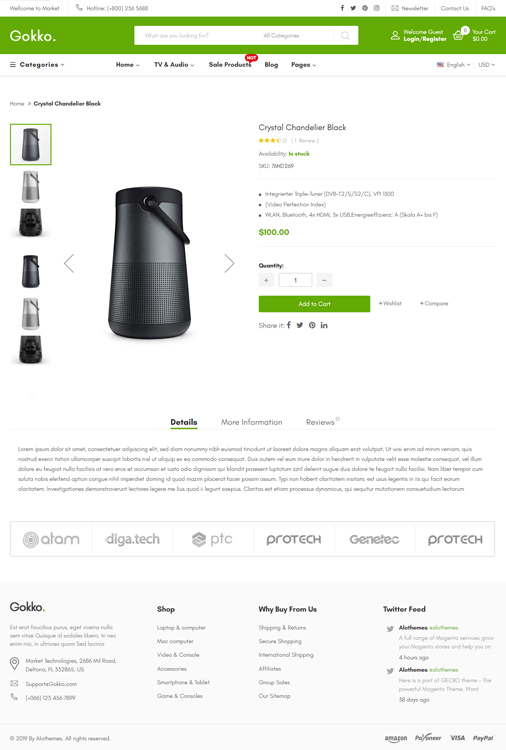 Wellcome to Market
Hotline: (+800) 256 5688
Newsletter
Contact Us
FAQ's
Gokko.
What are you looking for?
All Categories
Welcome Guest
Login/Register
0
Your Cart
$0.00
Categories
Home
TV & Audio
Sale Products
HOT
Blog
Pages
English
USD
Home > Crystal Chandelier Black
Crystal Chandelier Black
( 1 Review )
Availability: In stock
SKU: 76HD269
Integrierter Triple-Tuner (DVB-T2/S/S2/C), VPI 1300
(Video Perfection Index)
WLAN, Bluetooth, 4x HDMI, 3x USB,Energieeffizienz: A (Skala A+ bis F)
$100.00
Quantity:
+ 1 −
Add to Cart
+Wishlist
+Compare
Share it:
Details
More Information
Reviews
Lorem ipsum dolor sit amet, consectetuer adipiscing elit, sed diam nonummy nibh euismod tincidunt ut laoreet dolore magna aliquam erat volutpat. Ut wisi enim ad minim veniam, quis
nostrud exerci tation ullamcorper suscipit lobortis nisl ut aliquip ex ea commodo consequat. Duis autem vel eum iriure dolor in hendrerit in vulputate velit esse molestie consequat, vel illum
dolore eu feugiat nulla facilisis at vero eros et accumsan et iusto odio dignissim qui blandit praesent luptatum zzril delenit augue duis dolore te feugait nulla facilisi. Nam liber tempor cum
soluta nobis eleifend option congue nihil imperdiet doming id quod mazim placerat facer possim assum. Typi non habent claritatem insitam; est usus legentis in iis qui facit eorum
claritatem. Investigationes demonstraverunt lectores legere me lius quod ii legunt saepius. Claritas est etiam processus dynamicus, qui sequitur mutationem consuetudium lectorum
atam
diga.tech
ptc
PROTECH
Genetec
PROTECH
Gokko.
Est erat faucibus purus, eget viverra nulla
sem vitae Quisque id sodales libero. In nec
enim nac, in ultricies quam Sed lacinia
Market Technologies, 2686 Mil Road,
Deltona, FL 332865. US
SupporteGokko.com
(+066) 123 456 7899
Shop
Laptop & computer
Mac computer
Video & Console
Accessories
Smartphone & Tablet
Game & Consoles
Why Buy From Us
Shipping & Returns
Secure Shopping
International Shipping
Affiliates
Group Sales
Our Sitemap
Twitter Feed
Alothemes ealothemes
A full range of Magento services grow
your Magento stores and help you on
4 hours ago
Alothemes ealothemes
Here is a part of GECKO theme - The
powerful Magento Theme, Want
38 days ago
© 2019 By Alothemes. All rights reserved.
amazon
Payoneer
VISA
PayPal